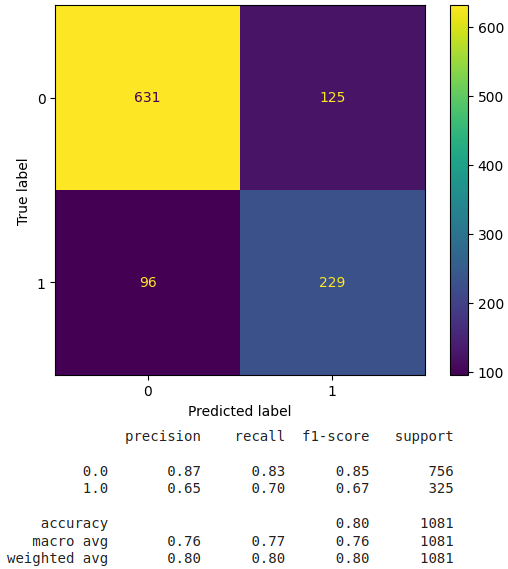 600
0
631
125
500
True label
400
300
1
96
229
200
100
0
1
Predicted label
precision recall f1-score support
0.0 0.87 0.83 0.85 756
1.0 0.65 0.70 0.67 325
accuracy 0.80 1081
macro avg 0.76 0.77 0.76 1081
weighted avg 0.80 0.80 0.80 1081